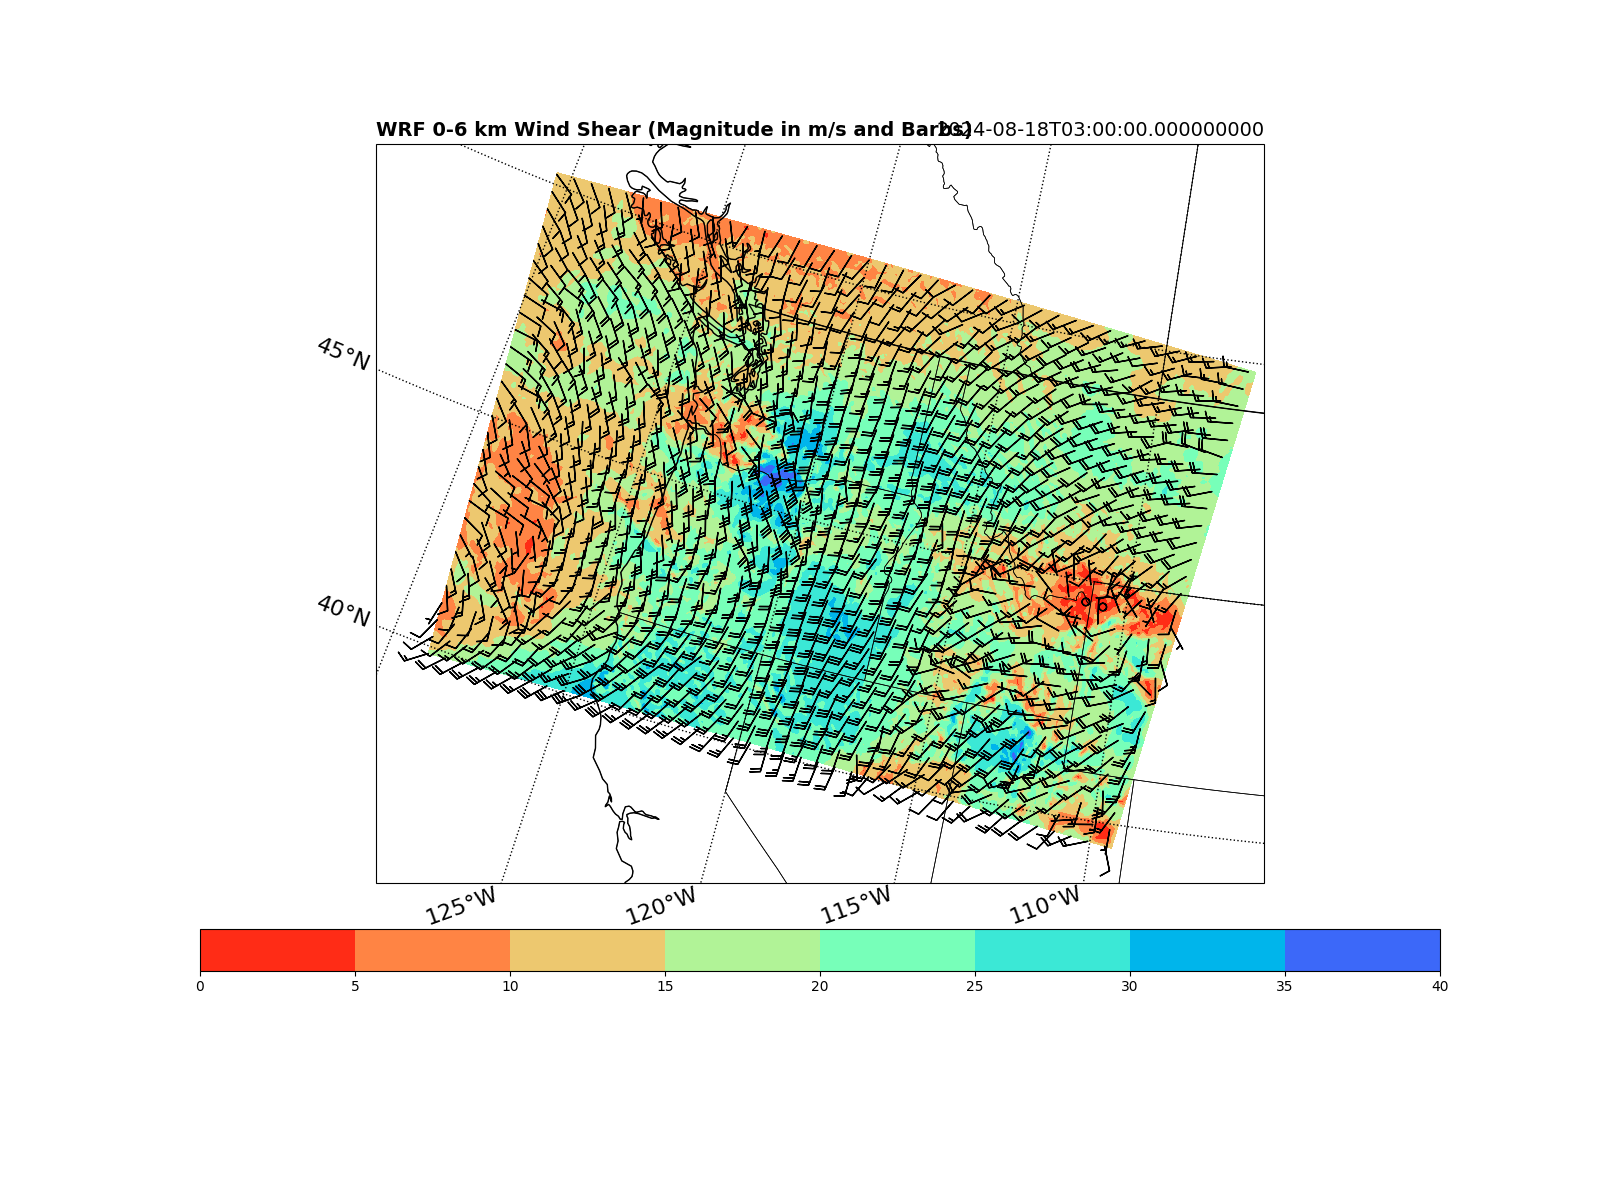 WRF 0-6 km Wind Shear (Magnitude in m/s and Barbs)
2024-08-18T03:00:00.000000000
45°N
40°N
125°W 120°W 115°W 110°W
0 5 10 15 20 25 30 35 40